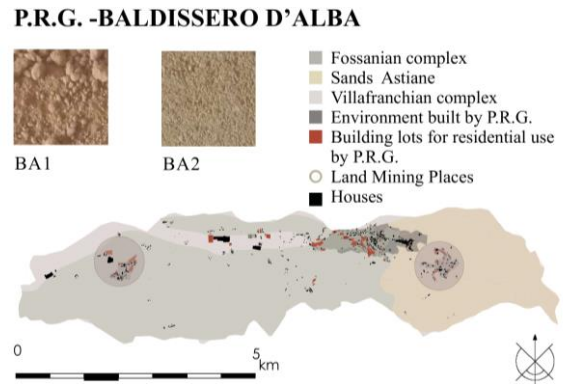 P.R.G. -BALDISSERO D'ALBA
BA1
BA2
Fossanian complex
Sands Astiane
Villafranchian complex
Environment built by P.R.G.
Building lots for residential use
by P.R.G.
Land Mining Places
Houses
0
5
km